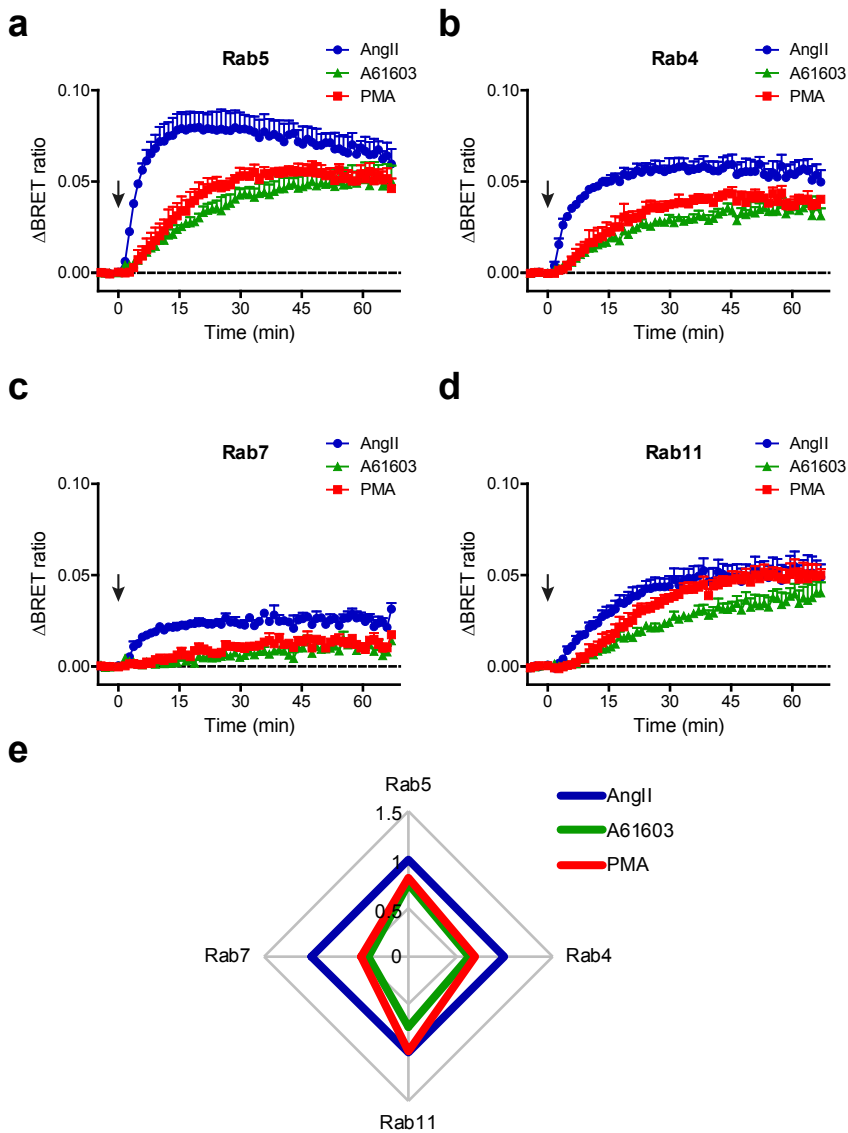 a
Rab5
AngII
A61603
PMA
ΔBRET ratio
0.10
0.05
0.00
0
15
30
45
60
Time (min)
b
Rab4
AngII
A61603
PMA
ΔBRET ratio
0.10
0.05
0.00
0
15
30
45
60
Time (min)
c
Rab7
AngII
A61603
PMA
ΔBRET ratio
0.10
0.05
0.00
0
15
30
45
60
Time (min)
d
Rab11
AngII
A61603
PMA
ΔBRET ratio
0.10
0.05
0.00
0
15
30
45
60
Time (min)
e
Rab5
AngII
A61603
PMA
1.5
1
0.5
0
Rab7
Rab4
Rab11